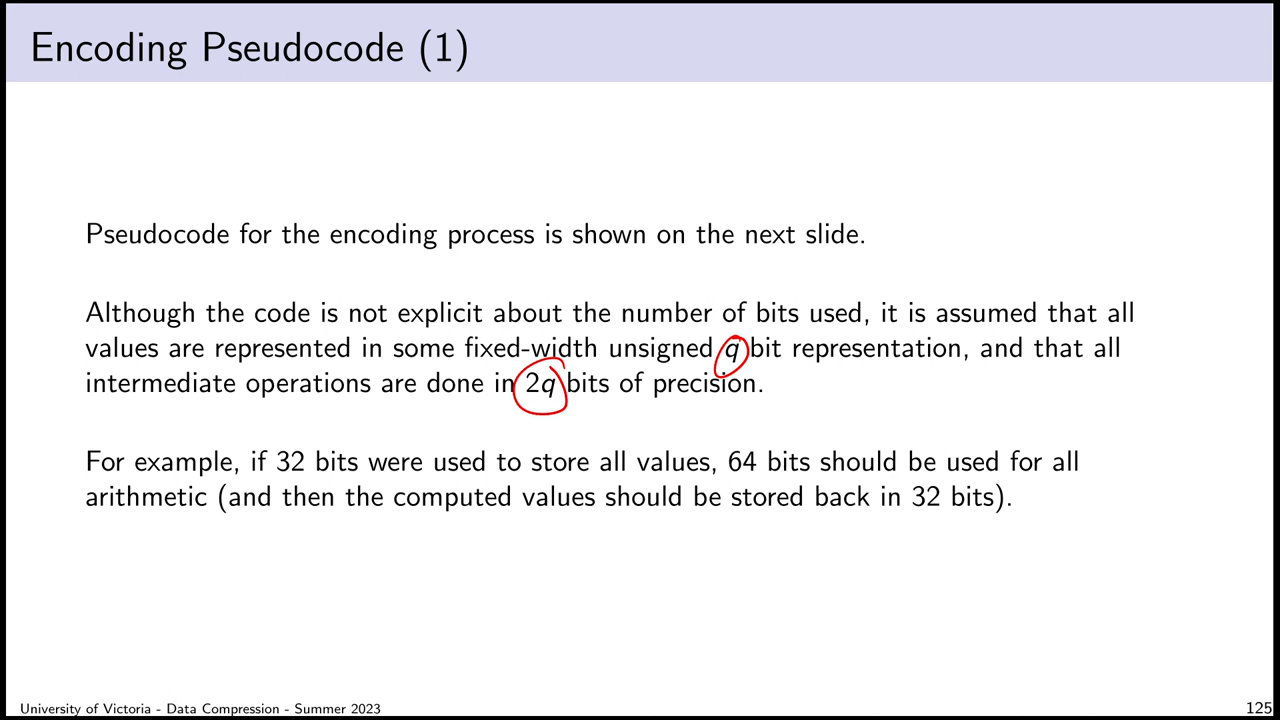 Encoding Pseudocode (1)
Pseudocode for the encoding process is shown on the next slide.
Although the code is not explicit about the number of bits used, it is assumed that all
values are represented in some fixed-width unsigned q bit representation, and that all
intermediate operations are done in 2q bits of precision.
For example, if 32 bits were used to store all values, 64 bits should be used for all
arithmetic (and then the computed values should be stored back in 32 bits).
University of Victoria - Data Compression - Summer 2023
125